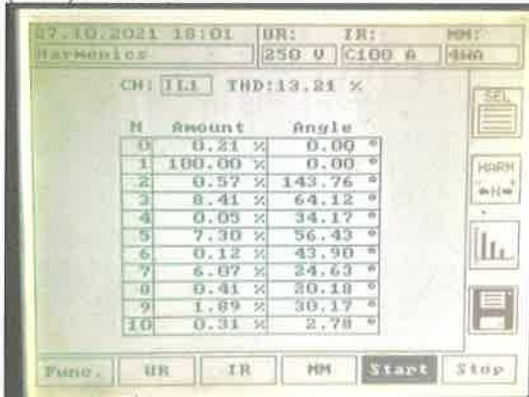 27.10.2021 18:01 UR: IR: MM:
Harmonics 250 V C100 A 4WA
CH: IL1 THD:13.21 %
SEL
N Amount Angle
0 0.21 % 0.00 °
1 100.00 % 0.00 °
2 0.57 % 143.76 °
3 8.41 % 64.12 °
4 0.05 % 34.17 °
5 7.30 % 56.43 °
6 0.12 % 43.90 °
7 6.07 % 24.63 °
8 0.41 % 20.18 °
9 1.89 % 30.17 °
10 0.31 % 2.78 °
HARM
N
Func. UR IR MM Start Stop